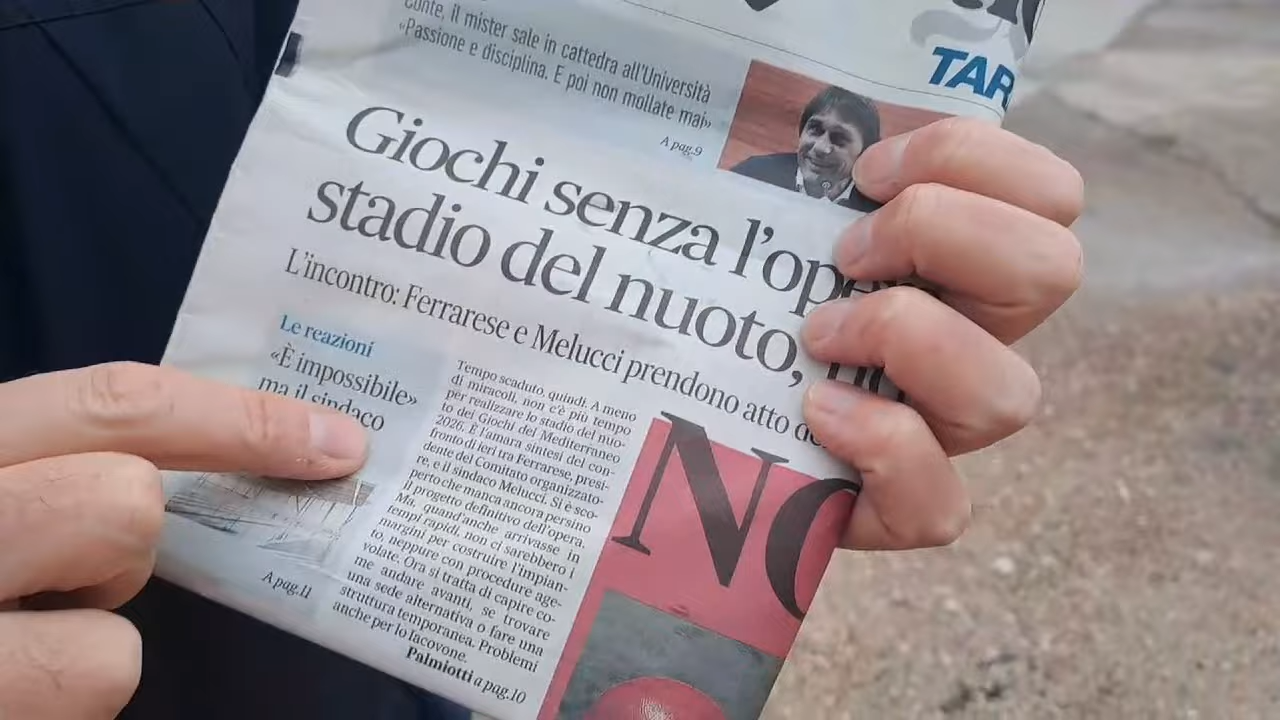 Conte, il mister sale in cattedra all'Università
«Passione e disciplina. E poi non mollate mai»
A pag.9
TAR
Giochi senza l'ope
stadio del nuoto,
L'incontro: Ferrarese e Melucci prendono atto
Le reazioni
«È impossibile»
ma il sindaco
A pag.11
Tempo scaduto, quindi. A meno
di miracoli, non c'è più tempo
per realizzare lo stadio del nuo-
to dei Giochi del Mediterraneo
2026. È l'amara sintesi del con-
fronto di ieri tra Ferrarese, presi-
dente del Comitato organizzato-
re, e il sindaco Melucci. Si è sco-
perto che manca ancora persino
il progetto definitivo dell'opera.
Ma, quand'anche arrivasse in
tempi rapidi, non ci sarebbero i
margini per costruire l'impian-
to, neppure con procedure age-
volate. Ora si tratta di capire co-
me andare avanti, se trovare
una sede alternativa o fare una
struttura temporanea. Problemi
anche per lo Iacovone.
Palmiotti a pag.10
NO